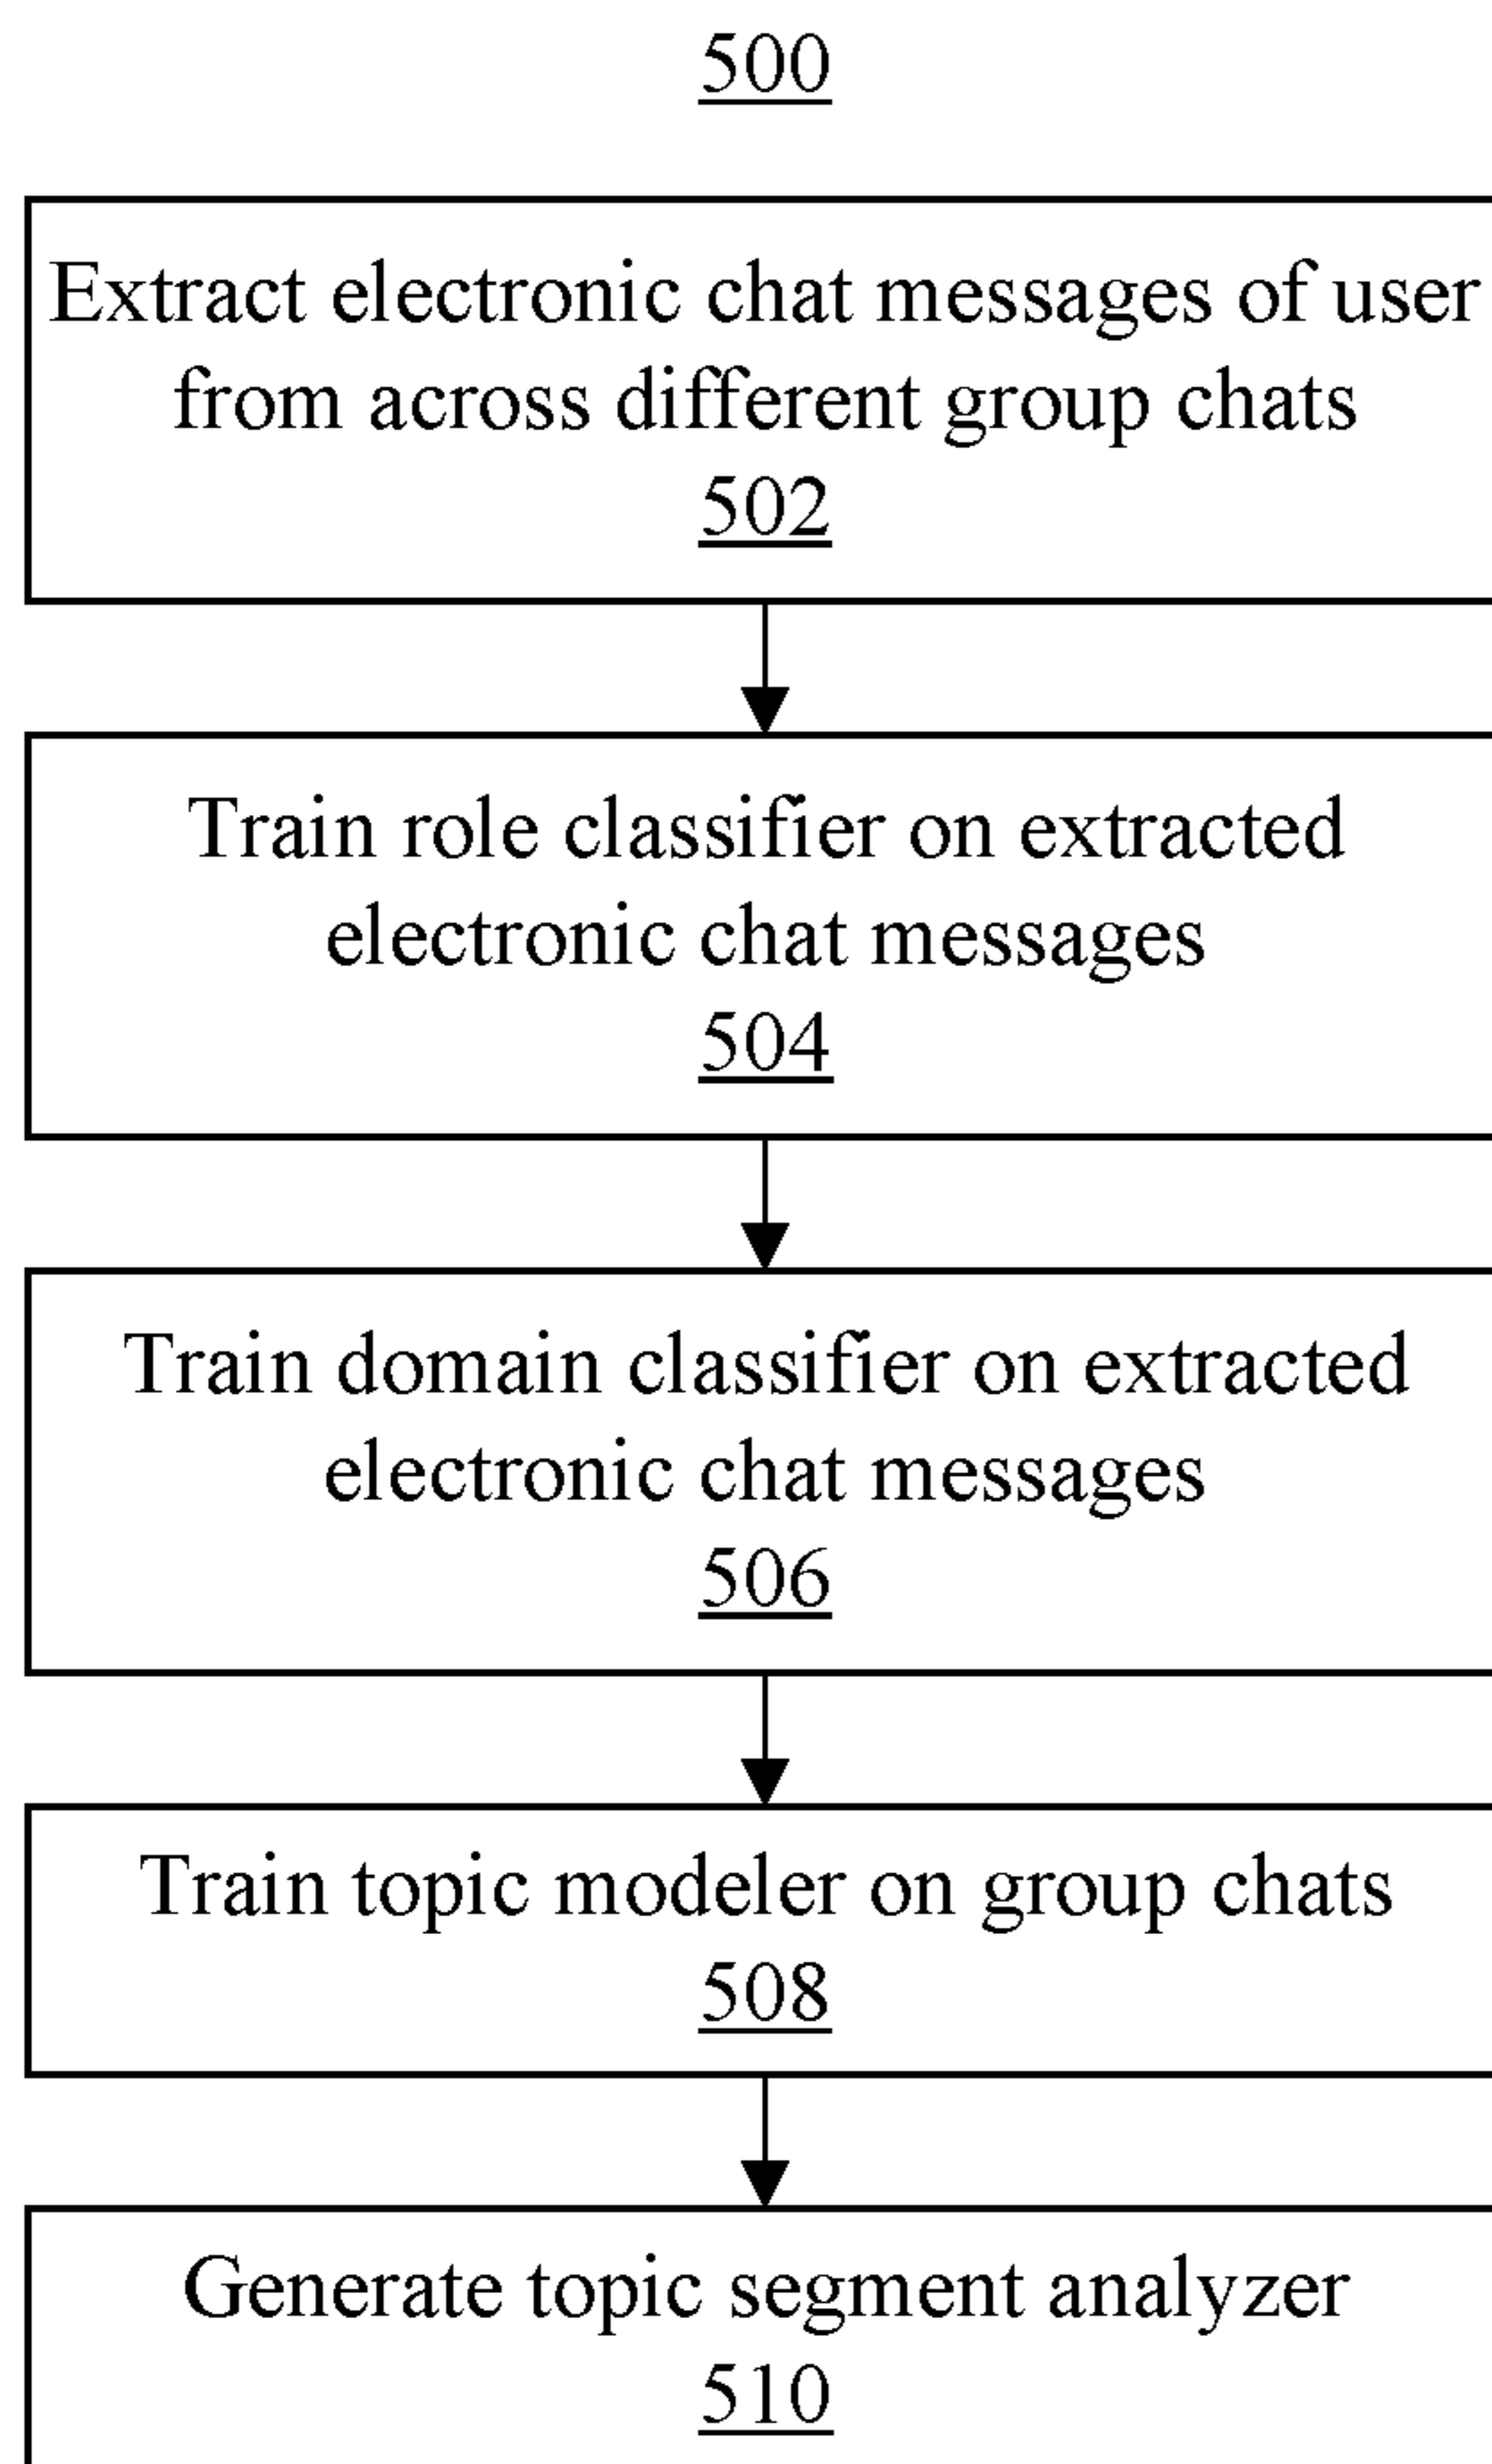 500
Extract electronic chat messages of user
from across different group chats
502
Train role classifier on extracted
electronic chat messages
504
Train domain classifier on extracted
electronic chat messages
506
Train topic modeler on group chats
508
Generate topic segment analyzer
510